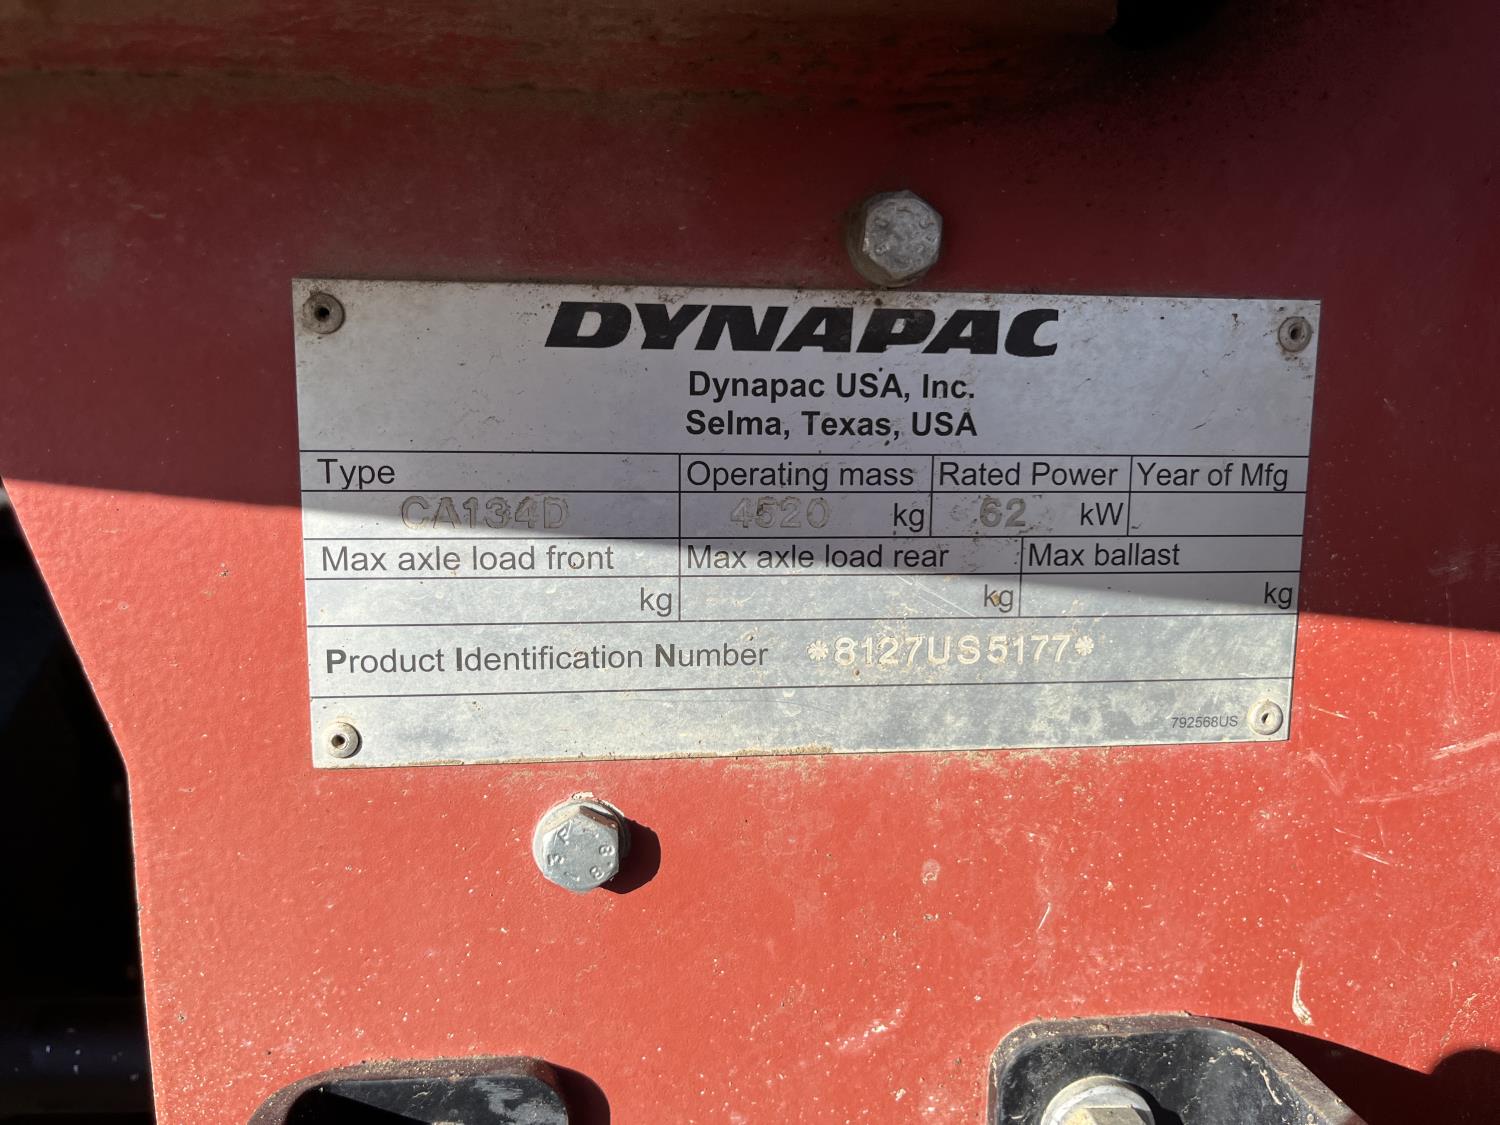 DYNAPAC
Dynapac USA, Inc.
Selma, Texas, USA
Type Operating mass Rated Power Year of Mfg
CA134D 4520 kg 62 kW
Max axle load front Max axle load rear Max ballast
kg kg kg
Product Identification Number *8127US5177*
792568US
8.8